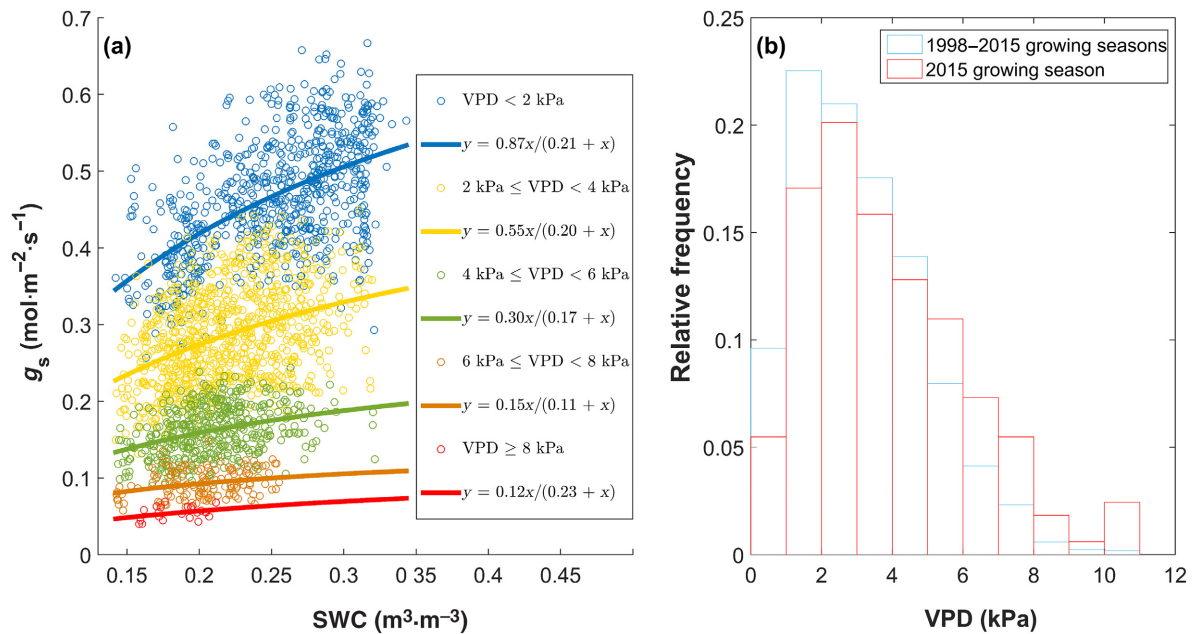 (a)
0.7
0.6
0.5
0.4
0.3
0.2
0.1
0
gs (mol·m−2·s−1)
0.15 0.2 0.25 0.3 0.35 0.4 0.45
SWC (m³·m−3)
VPD < 2 kPa
y = 0.87x/(0.21 + x)
2 kPa ≤ VPD < 4 kPa
y = 0.55x/(0.20 + x)
4 kPa ≤ VPD < 6 kPa
y = 0.30x/(0.17 + x)
6 kPa ≤ VPD < 8 kPa
y = 0.15x/(0.11 + x)
VPD ≥ 8 kPa
y = 0.12x/(0.23 + x)
(b)
1998–2015 growing seasons
2015 growing season
0.25
0.2
0.15
0.1
0.05
0
Relative frequency
0 2 4 6 8 10 12
VPD (kPa)